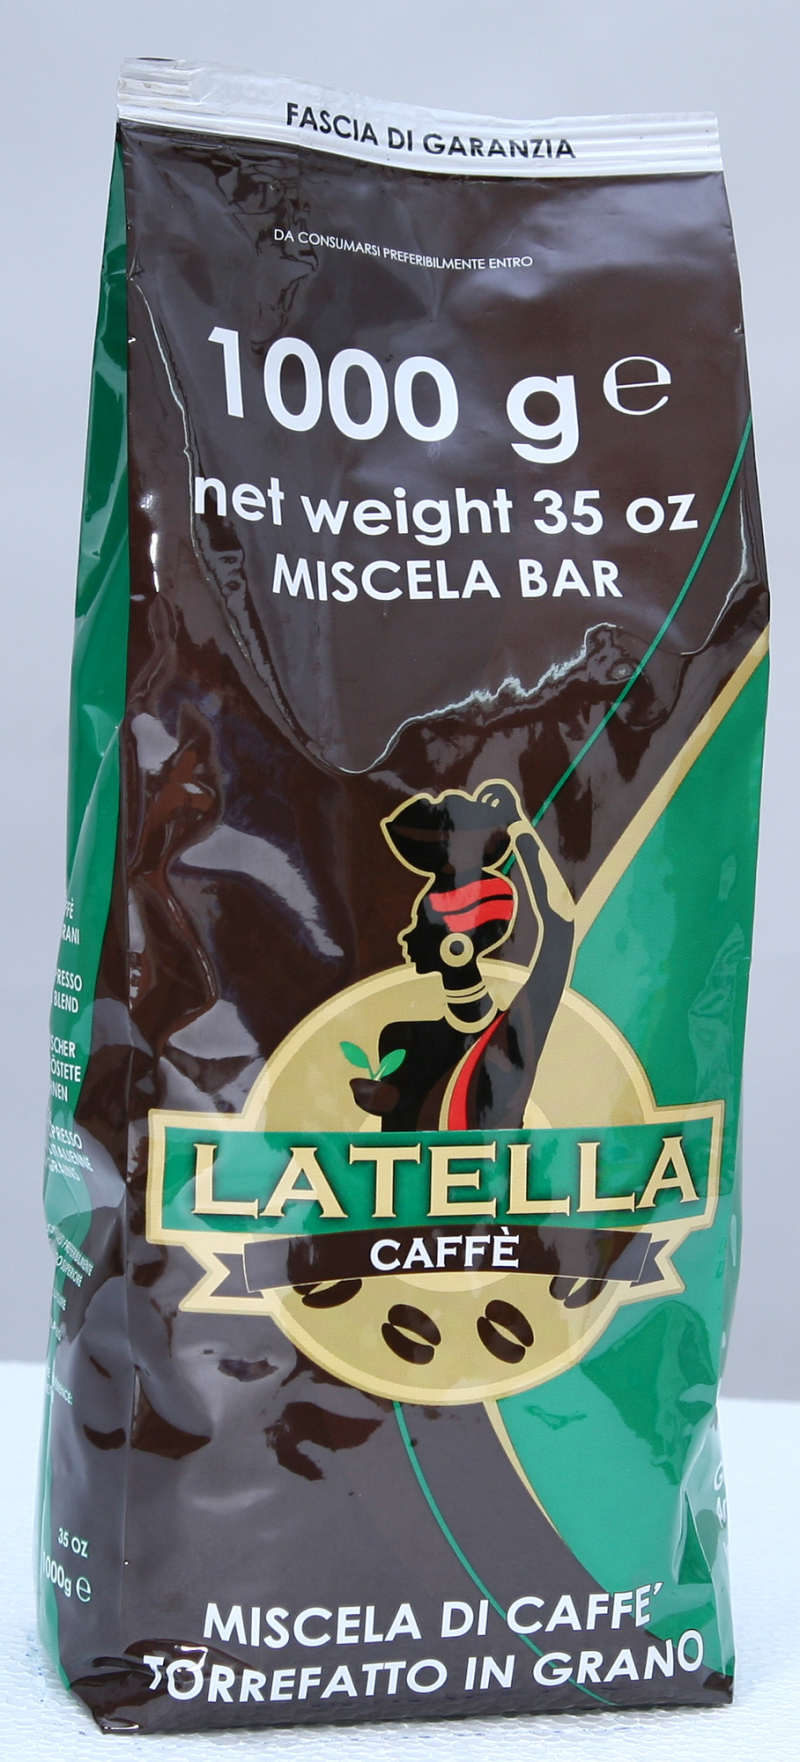 FASCIA DI GARANZIA
DA CONSUMARSI PREFERIBILMENTE ENTRO
1000 g e
net weight 35 oz
MISCELA BAR
LATELLA
CAFFÈ
MISCELA DI CAFFE'
TORREFATTO IN GRANO
BLEND
35 OZ
1000g e